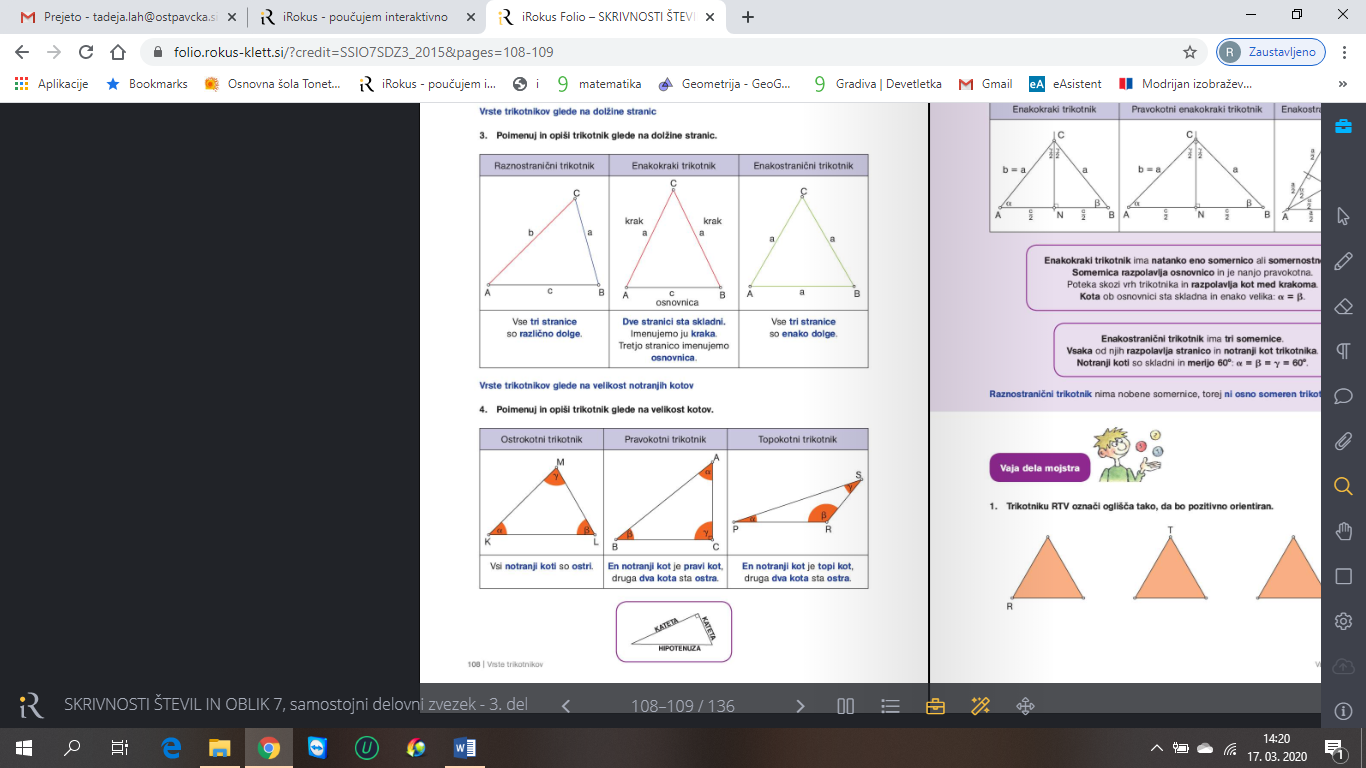 Prejeto - tadeja.lah@ostpavcka.s
iRokus - poučujem interaktivno
iRokus Folio – SKRIVNOSTI ŠTEVI
folio.rokus-klett.si/?credit=SSIO7SDZ3_2015&pages=108-109
R Zaustavljeno
Aplikacije
Bookmarks
Osnovna šola Tonet...
iRokus - poučujem i...
i
matematika
Geometrija - GeoG...
Gradiva | Devetletka
Gmail
eA eAsistent
Modrijan izobražev...
»
Vrste trikotnikov glede na dolžine stranic
3. Poimenuj in opiši trikotnik glede na dolžine stranic.
Raznostranični trikotnik Enakokraki trikotnik Enakostranični trikotnik
C C C
b a krak a krak a a a
A c B A c B A a B
osnovnica
Vse tri stranice
so različno dolge.
Dve stranici sta skladni.
Imenujemo ju kraka.
Tretjo stranico imenujemo
osnovnica.
Vse tri stranice
so enako dolge.
Vrste trikotnikov glede na velikost notranjih kotov
4. Poimenuj in opiši trikotnik glede na velikost kotov.
Ostrokotni trikotnik Pravokotni trikotnik Topokotni trikotnik
M γ α β K L
A α β γ B C
S γ α β P R
Vsi notranji koti so ostri.
En notranji kot je pravi kot,
druga dva kota sta ostra.
En notranji kot je topi kot,
druga dva kota sta ostra.
KATETA KATETA
HIPOTENUZA
108 | Vrste trikotnikov
Enakokraki trikotnik Pravokotni enakokraki trikotnik Enakostra
C C
b = a a b = a a
α β α β
A c/2 N c/2 B A c/2 N c/2 B A
Enakokraki trikotnik ima natanko eno somernico ali somernostn
Somernica razpolavlja osnovnico in je nanjo pravokotna.
Poteka skozi vrh trikotnika in razpolavlja kot med krakoma.
Kota ob osnovnici sta skladna in enako velika: α = β.
Enakostranični trikotnik ima tri somernice.
Vsaka od njih razpolavlja stranico in notranji kot trikotnika.
Notranji koti so skladni in merijo 60°: α = β = γ = 60°.
Raznostranični trikotnik nima nobene somernice, torej ni osno someren trikot
Vaja dela mojstra
1. Trikotniku RTV označi oglišča tako, da bo pozitivno orientiran.
T
R
iR SKRIVNOSTI ŠTEVIL IN OBLIK 7, samostojni delovni zvezek - 3. del
108–109 / 136
14:20
17. 03. 2020
1